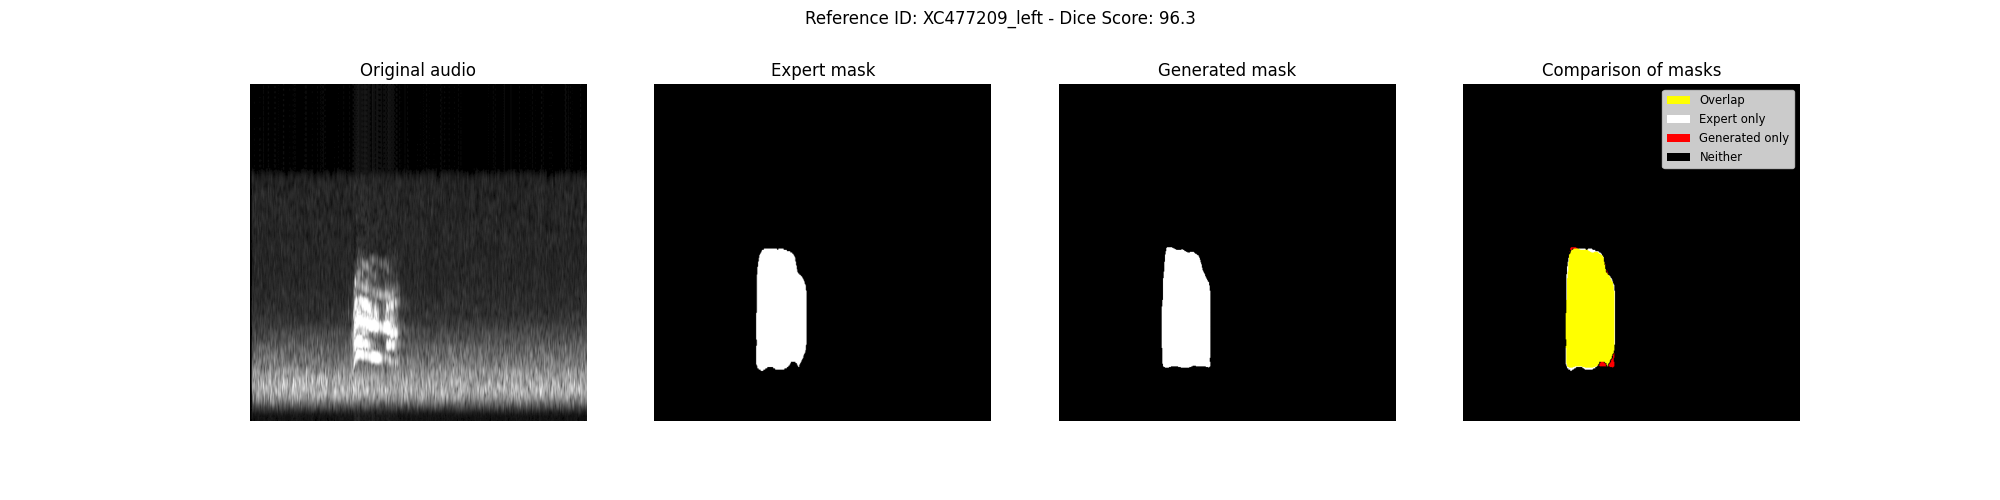 Reference ID: XC477209_left - Dice Score: 96.3
Original audio
Expert mask
Generated mask
Comparison of masks
Overlap
Expert only
Generated only
Neither